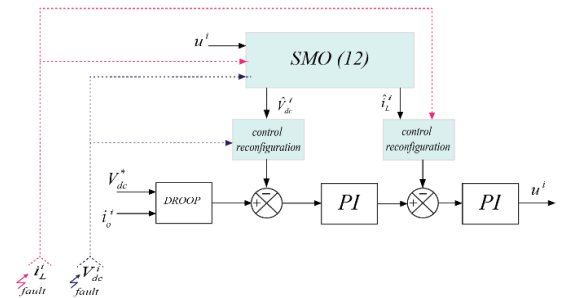 u^i
SMO (12)
V̂_dc^i
î_L^i
control
reconfiguration
control
reconfiguration
V_dc^*
i_o^i
DROOP
+ −
PI
+ −
PI
u^i
i_L^i
fault
V_dc^i
fault